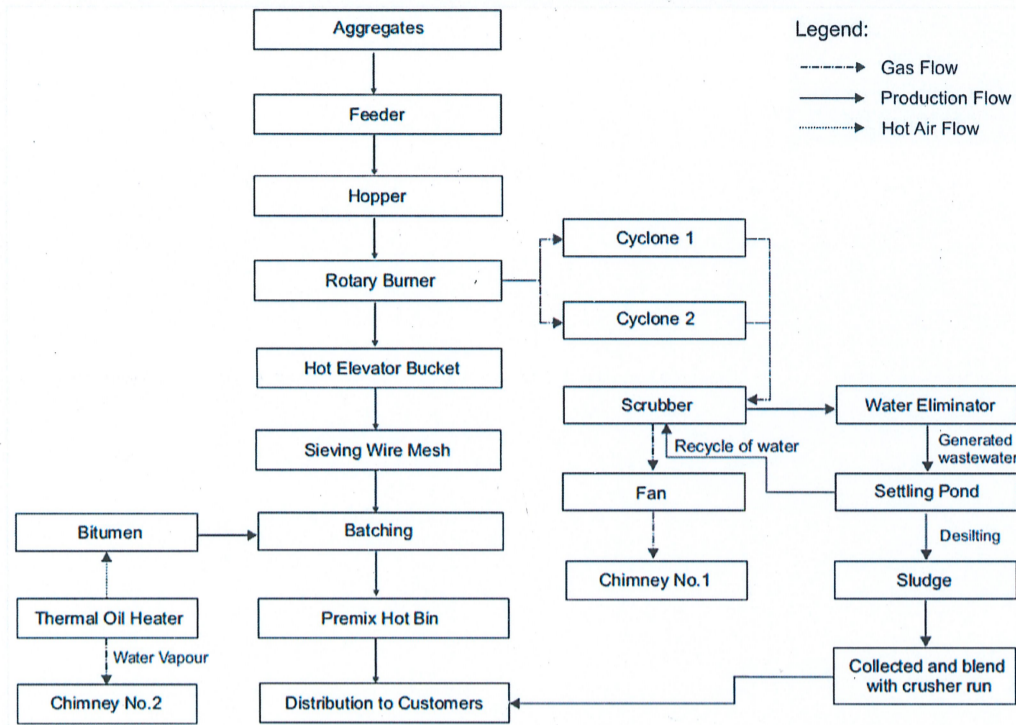 Aggregates
Legend:
Gas Flow
Production Flow
Hot Air Flow
Feeder
Hopper
Cyclone 1
Rotary Burner
Cyclone 2
Hot Elevator Bucket
Scrubber
Water Eliminator
Recycle of water
Generated
wastewater
Sieving Wire Mesh
Fan
Settling Pond
Bitumen
Batching
Desilting
Chimney No.1
Sludge
Thermal Oil Heater
Premix Hot Bin
Water Vapour
Collected and blend
with crusher run
Chimney No.2
Distribution to Customers